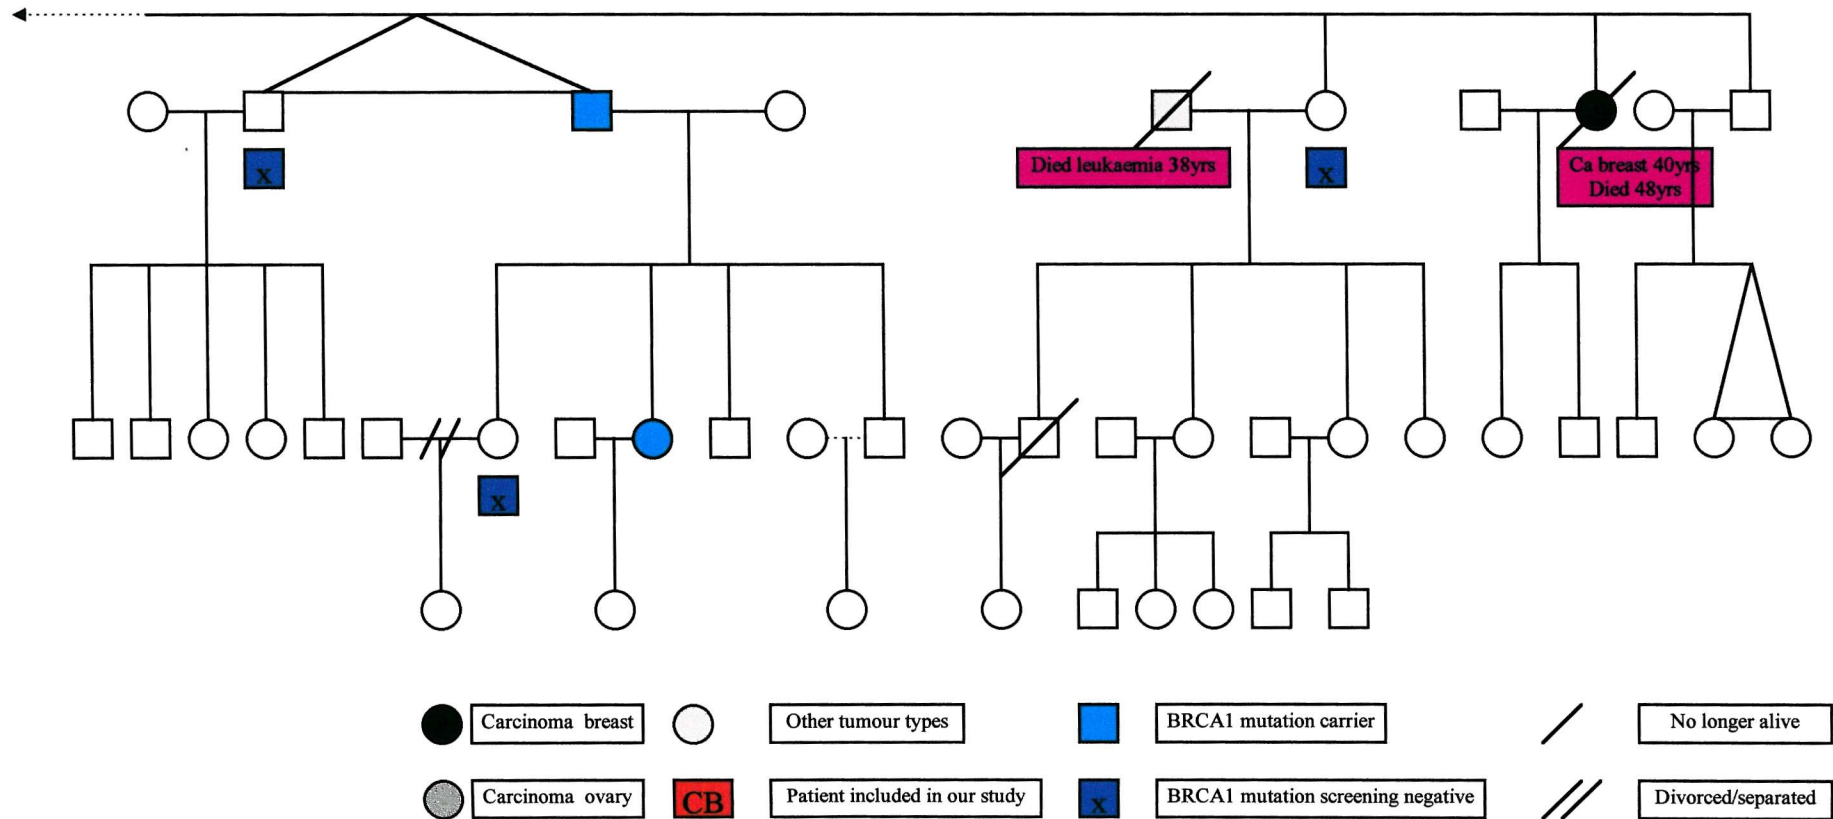 x
Died leukaemia 38yrs
x
Ca breast 40yrs
Died 48yrs
x
Carcinoma breast
Other tumour types
BRCA1 mutation carrier
No longer alive
Carcinoma ovary
CB
Patient included in our study
x
BRCA1 mutation screening negative
Divorced/separated